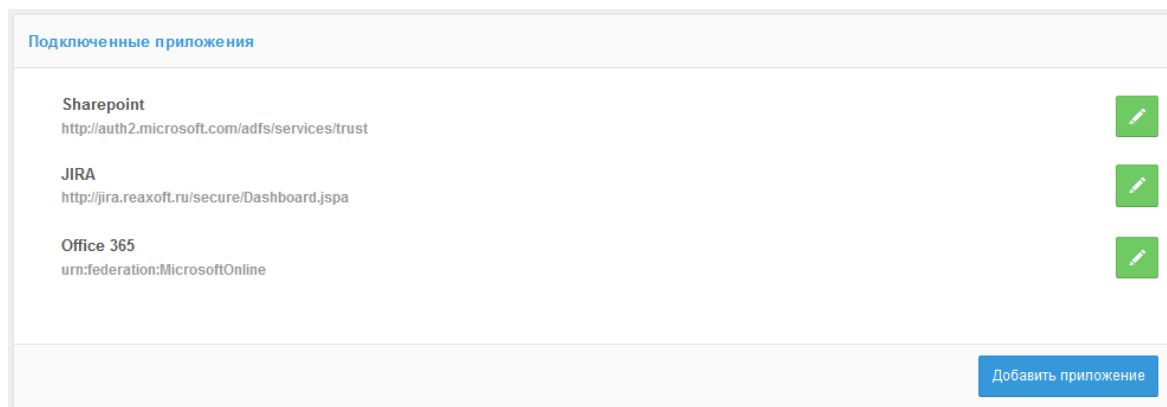 Подключенные приложения
Sharepoint
http://auth2.microsoft.com/adfs/services/trust
JIRA
http://jira.reaxoft.ru/secure/Dashboard.jspa
Office 365
urn:federation:MicrosoftOnline
Добавить приложение